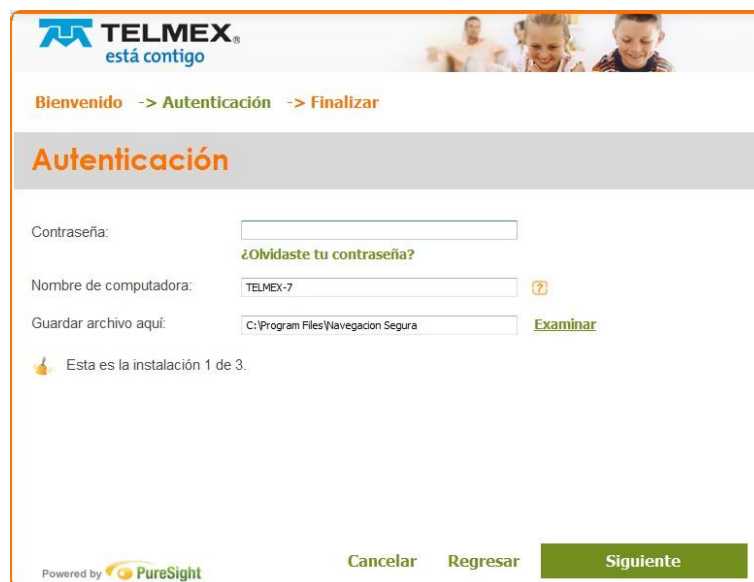 TELMEX®
está contigo
Bienvenido -> Autenticación -> Finalizar
Autenticación
Contraseña:
¿Olvidaste tu contraseña?
Nombre de computadora: TELMEX-7 ?
Guardar archivo aquí: C:\Program Files\Navegacion Segura Examinar
Esta es la instalación 1 de 3.
Powered by PureSight Cancelar Regresar Siguiente